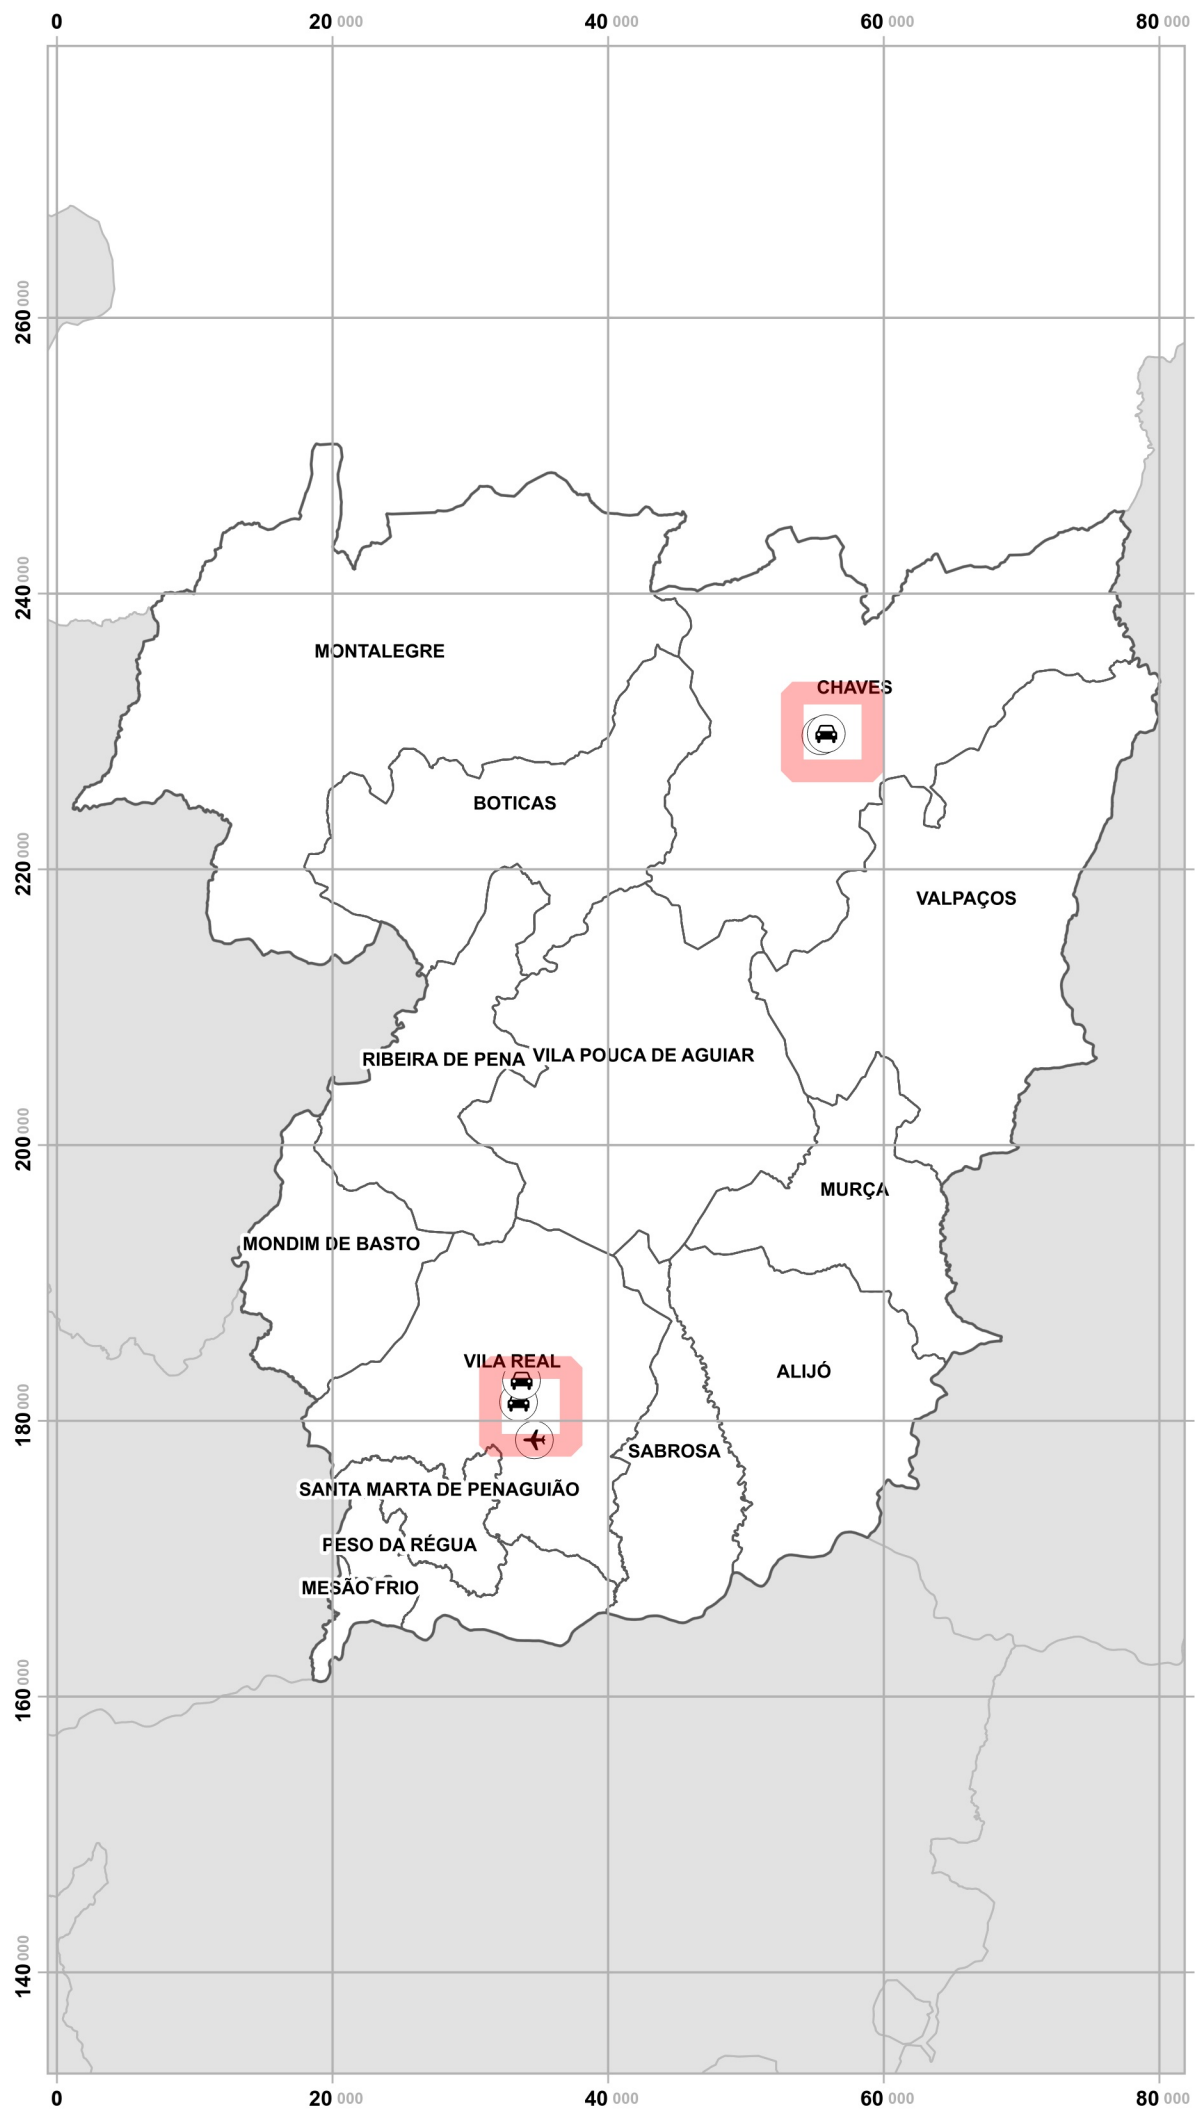 0 20 000 40 000 60 000 80 000
260 000
240 000
MONTALEGRE
CHAVES
BOTICAS
220 000
VALPAÇOS
RIBEIRA DE PENA VILA POUCA DE AGUIAR
200 000
MURÇA
MONDIM DE BASTO
VILA REAL
ALIJÓ
180 000
SABROSA
SANTA MARTA DE PENAGUIÃO
PESO DA RÉGUA
MESÃO FRIO
160 000
140 000
0 20 000 40 000 60 000 80 000